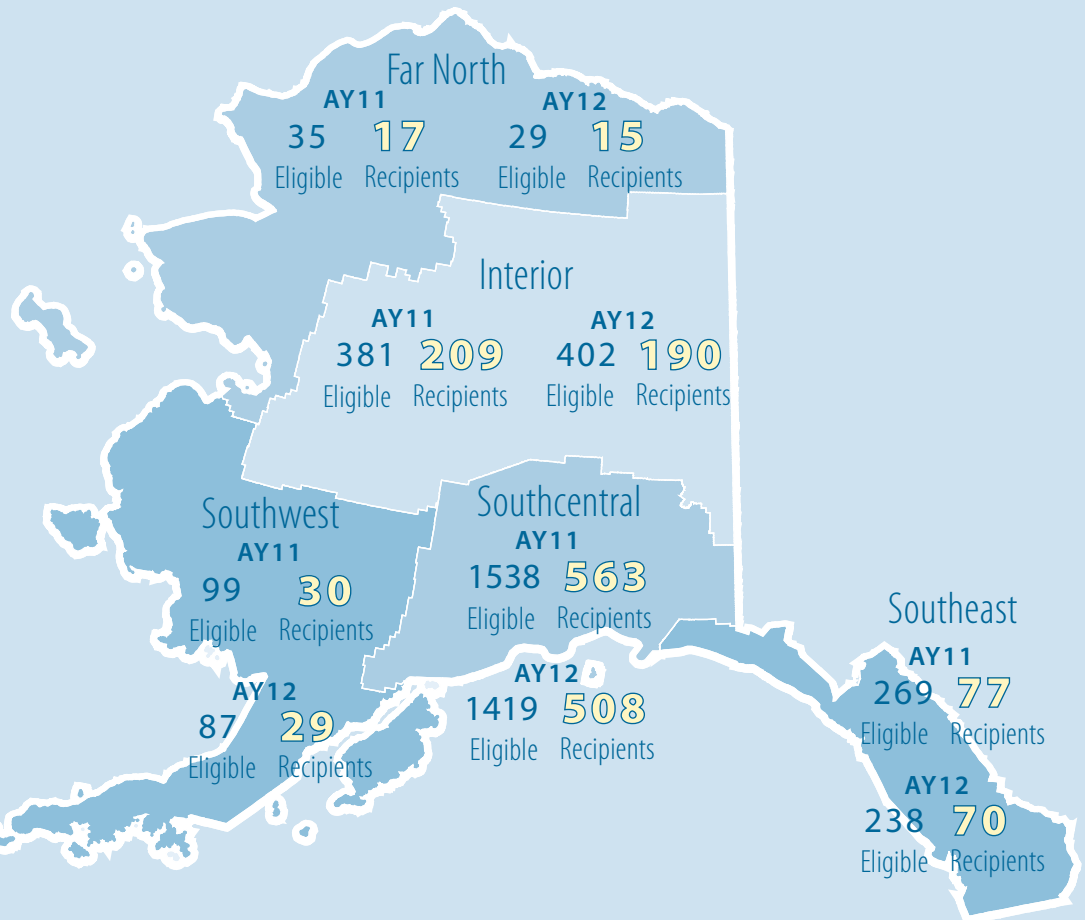 Far North
AY11 AY12
35 17 29 15
Eligible Recipients Eligible Recipients
Interior
AY11 AY12
381 209 402 190
Eligible Recipients Eligible Recipients
Southwest
AY11
99 30
Eligible Recipients
AY12
87 29
Eligible Recipients
Southcentral
AY11
1538 563
Eligible Recipients
AY12
1419 508
Eligible Recipients
Southeast
AY11
269 77
Eligible Recipients
AY12
238 70
Eligible Recipients